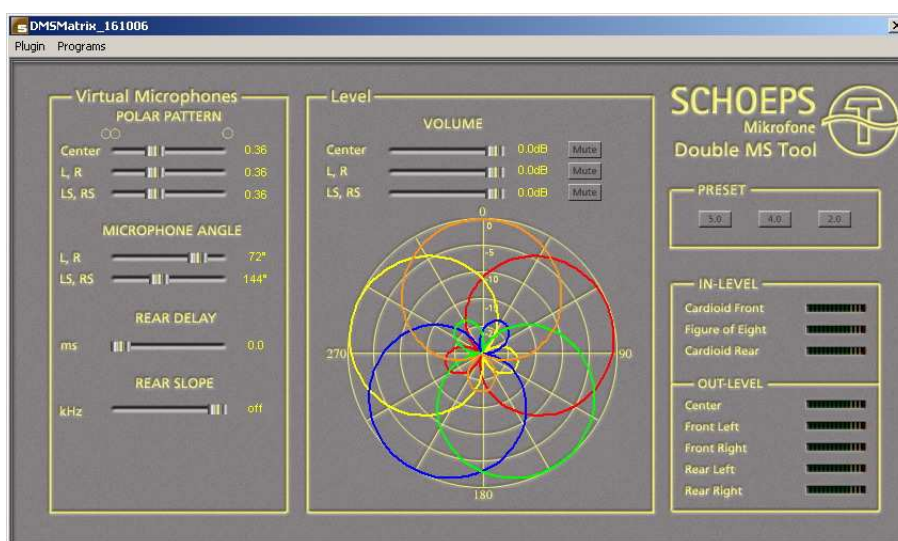 DMSMatrix_161006
Plugin Programs
Virtual Microphones
POLAR PATTERN
Center 0.36
L, R 0.36
LS, RS 0.36
MICROPHONE ANGLE
L, R 72°
LS, RS 144°
REAR DELAY
ms 0.0
REAR SLOPE
kHz off
Level
VOLUME
Center 0.0dB Mute
L, R 0.0dB Mute
LS, RS 0.0dB Mute
0
0
-5
-10
270
90
180
SCHOEPS
Mikrofone
Double MS Tool
PRESET
5.0 4.0 2.0
IN-LEVEL
Cardioid Front
Figure of Eight
Cardioid Rear
OUT-LEVEL
Center
Front Left
Front Right
Rear Left
Rear Right